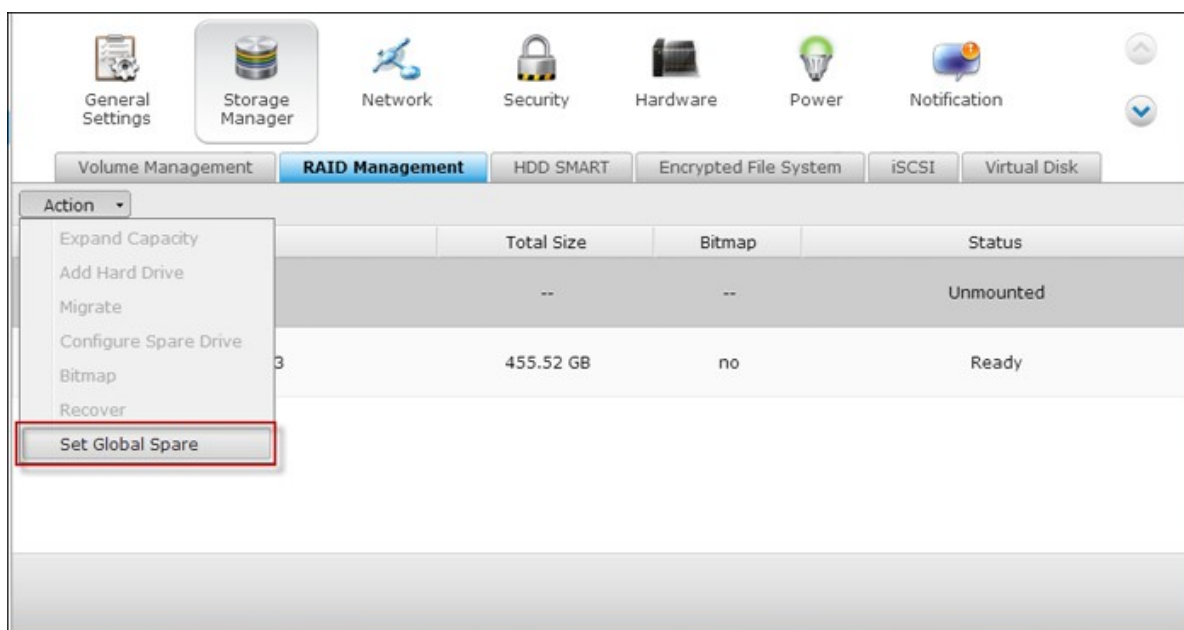 General Settings
Storage Manager
Network
Security
Hardware
Power
Notification
Volume Management
RAID Management
HDD SMART
Encrypted File System
iSCSI
Virtual Disk
Action
Total Size
Bitmap
Status
Expand Capacity
Add Hard Drive
Migrate
Configure Spare Drive
Bitmap
Recover
Set Global Spare
--
--
Unmounted
3
455.52 GB
no
Ready